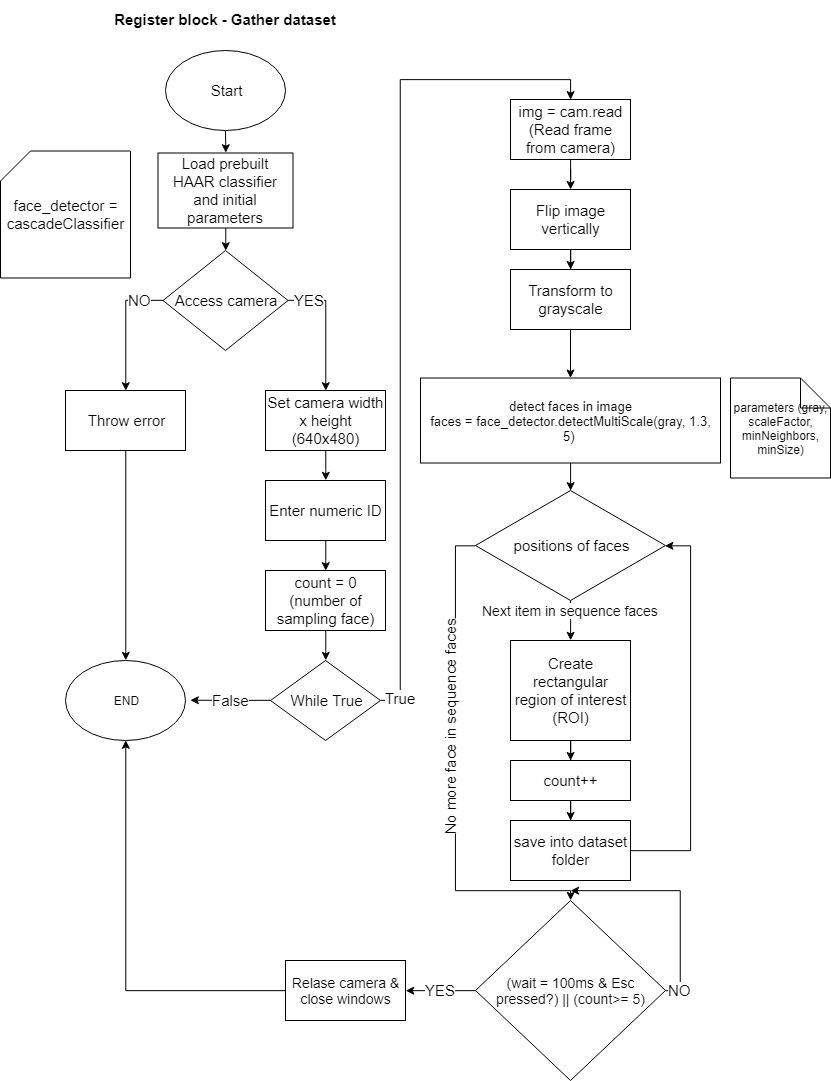 Register block - Gather dataset
Start
Load prebuilt
HAAR classifier
and initial
parameters
face_detector =
cascadeClassifier
Access camera
NO
YES
Throw error
Set camera width
x height
(640x480)
Enter numeric ID
count = 0
(number of
sampling face)
While True
False
True
END
img = cam.read
(Read frame
from camera)
Flip image
vertically
Transform to
grayscale
detect faces in image
faces = face_detector.detectMultiScale(gray, 1.3,
5)
parameters (gray,
scaleFactor,
minNeighbors,
minSize)
positions of faces
Next item in sequence faces
No more face in sequence faces
Create
rectangular
region of interest
(ROI)
count++
save into dataset
folder
(wait = 100ms & Esc
pressed?) || (count>= 5)
NO
YES
Relase camera &
close windows